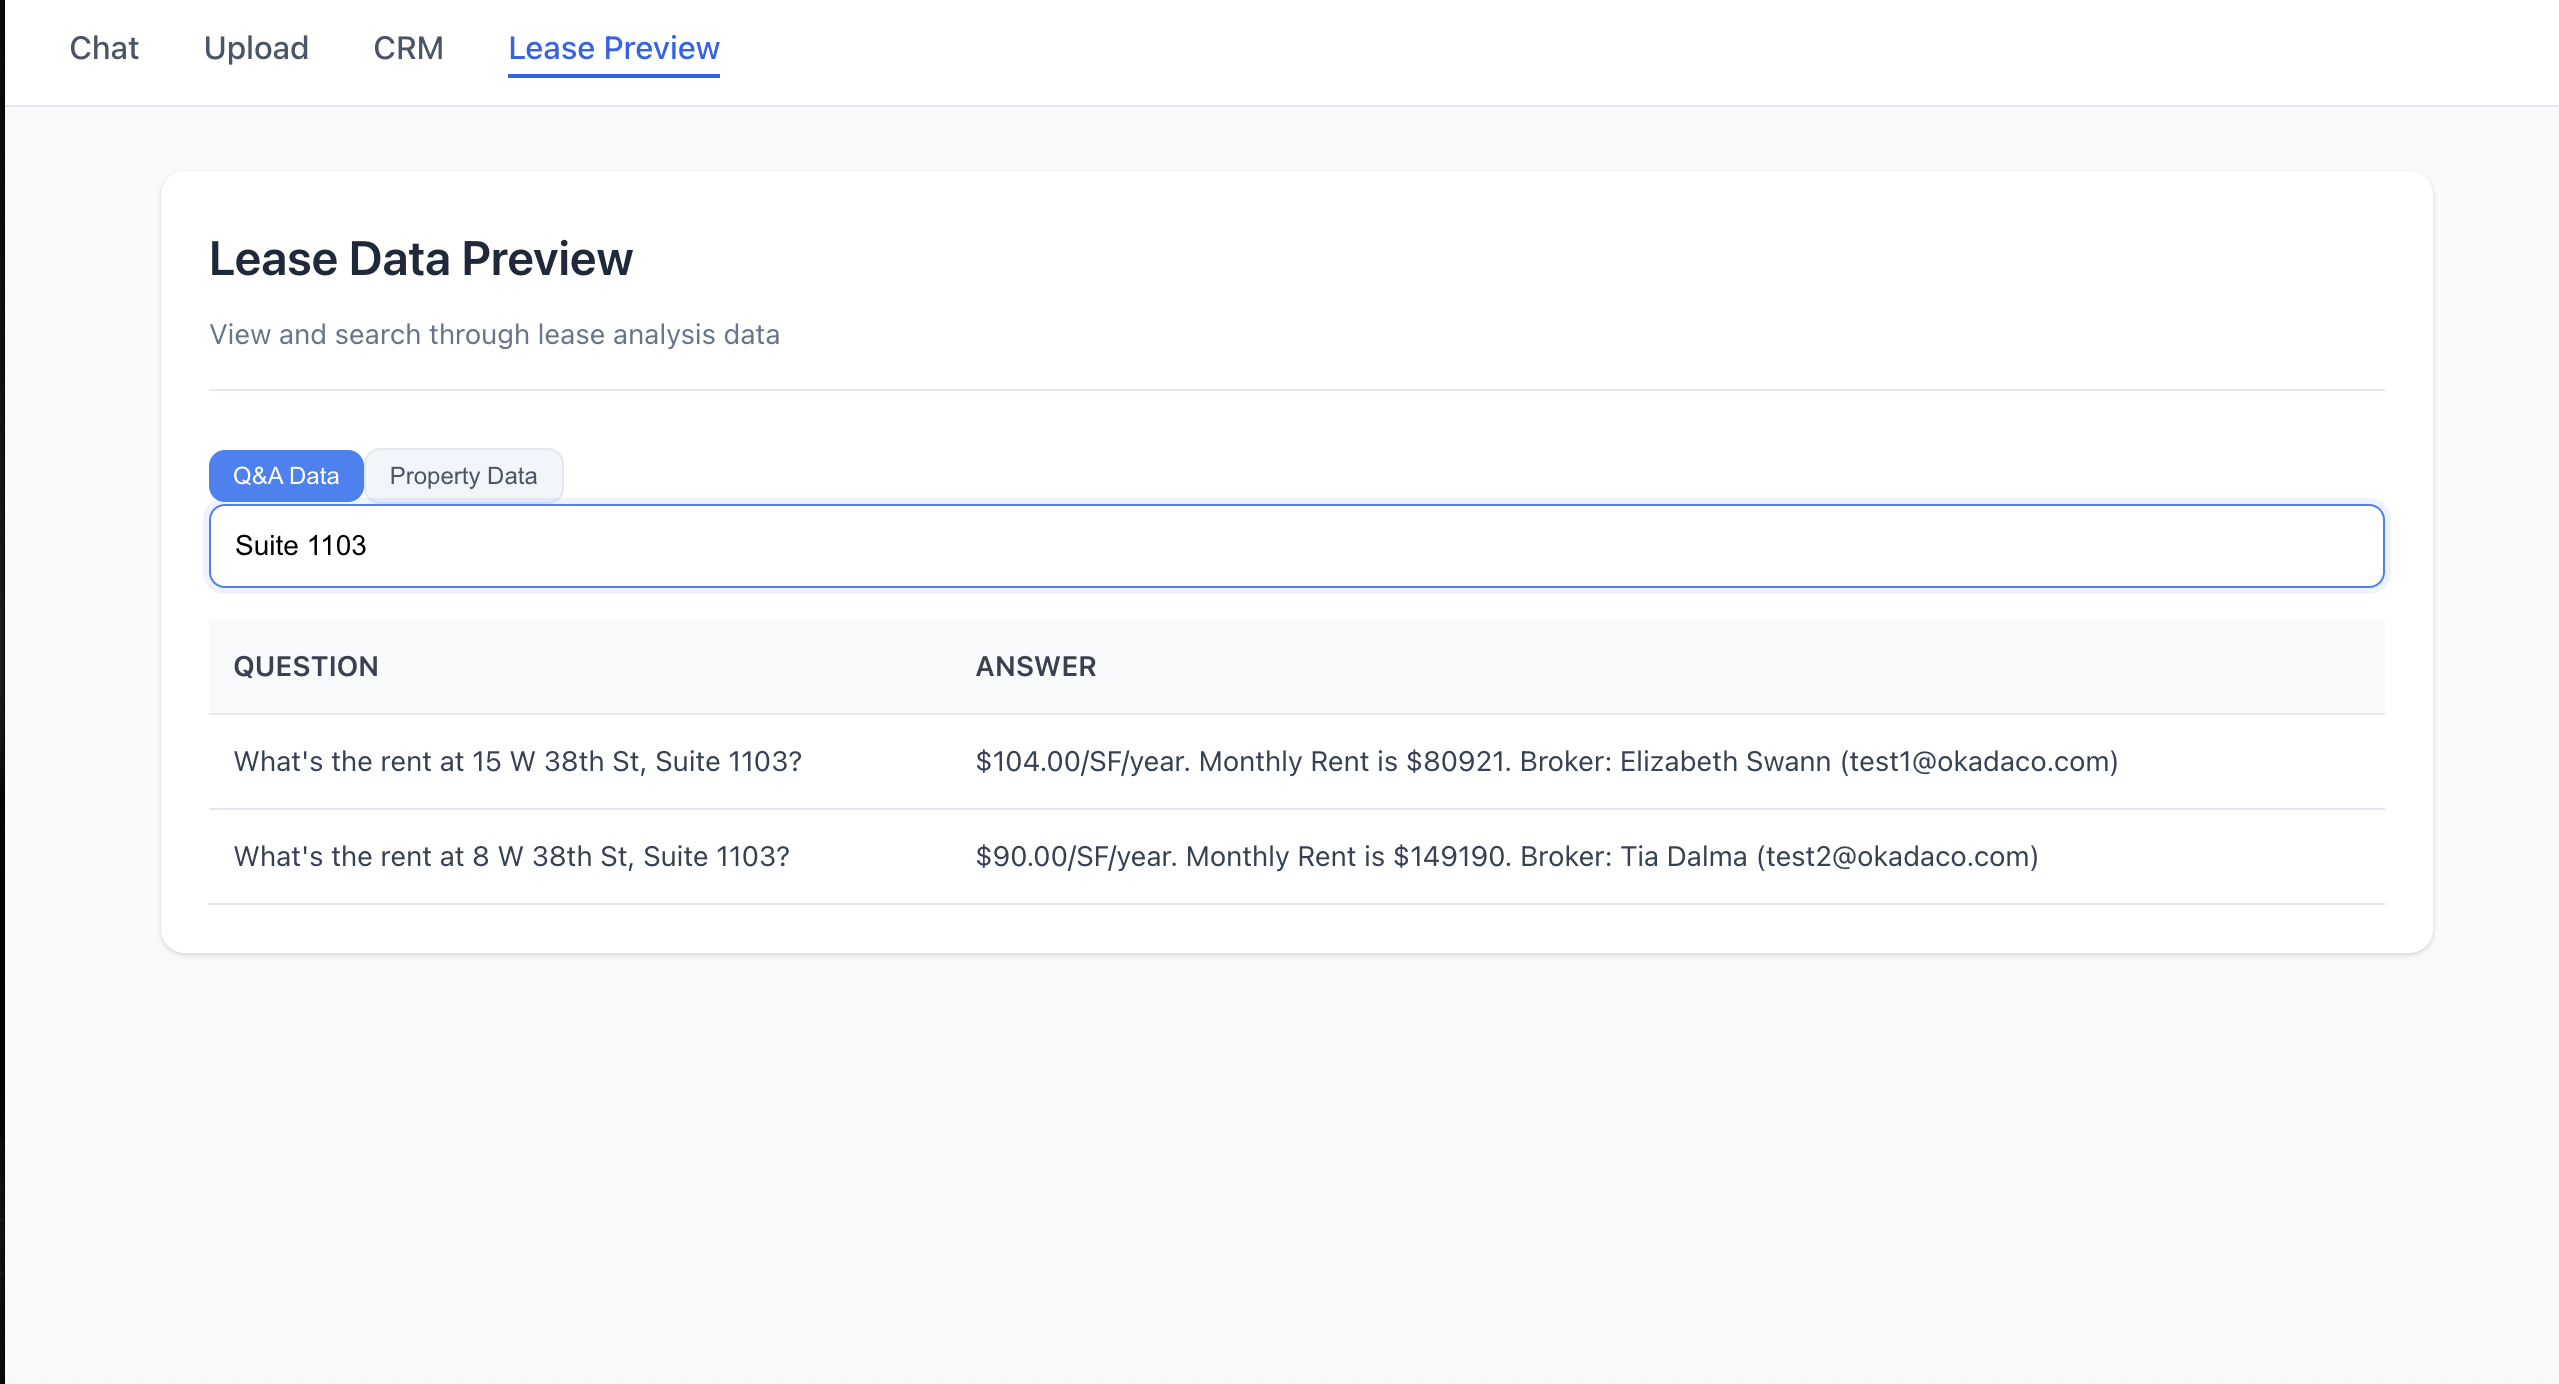 Chat Upload CRM Lease Preview
Lease Data Preview
View and search through lease analysis data
Q&A Data Property Data
Suite 1103
QUESTION ANSWER
What's the rent at 15 W 38th St, Suite 1103? $104.00/SF/year. Monthly Rent is $80921. Broker: Elizabeth Swann (test1@okadaco.com)
What's the rent at 8 W 38th St, Suite 1103? $90.00/SF/year. Monthly Rent is $149190. Broker: Tia Dalma (test2@okadaco.com)